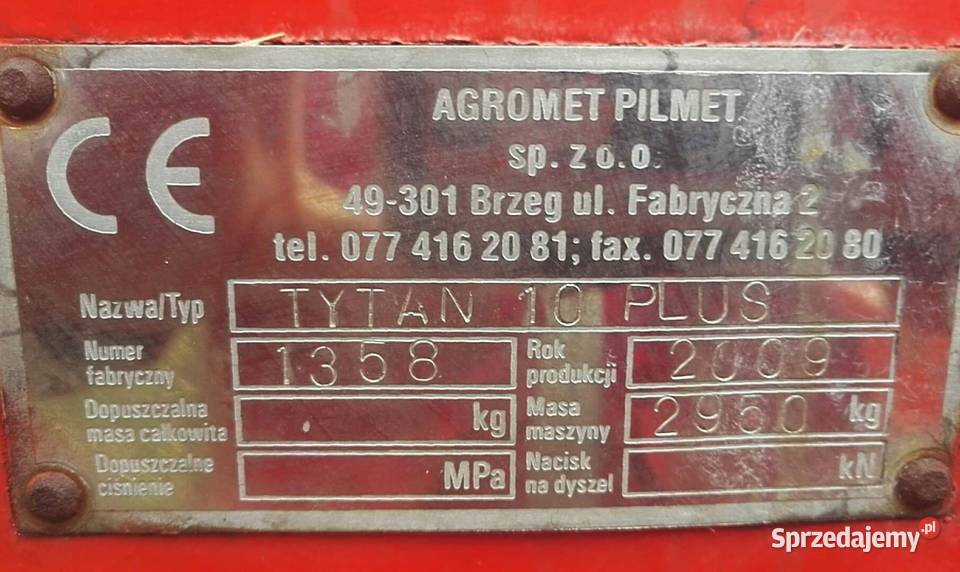 CE
AGROMET PILMET
sp. z o.o.
49-301 Brzeg ul. Fabryczna 2
tel. 077 416 20 81; fax. 077 416 20 80
Nazwa/Typ TYTAN 10 PLUS
Numer fabryczny 1358 Rok produkcji 2009
Dopuszczalna masa całkowita kg Masa maszyny 2950 kg
Dopuszczalne ciśnienie MPa Nacisk na dyszel kN
Sprzedajemy.pl